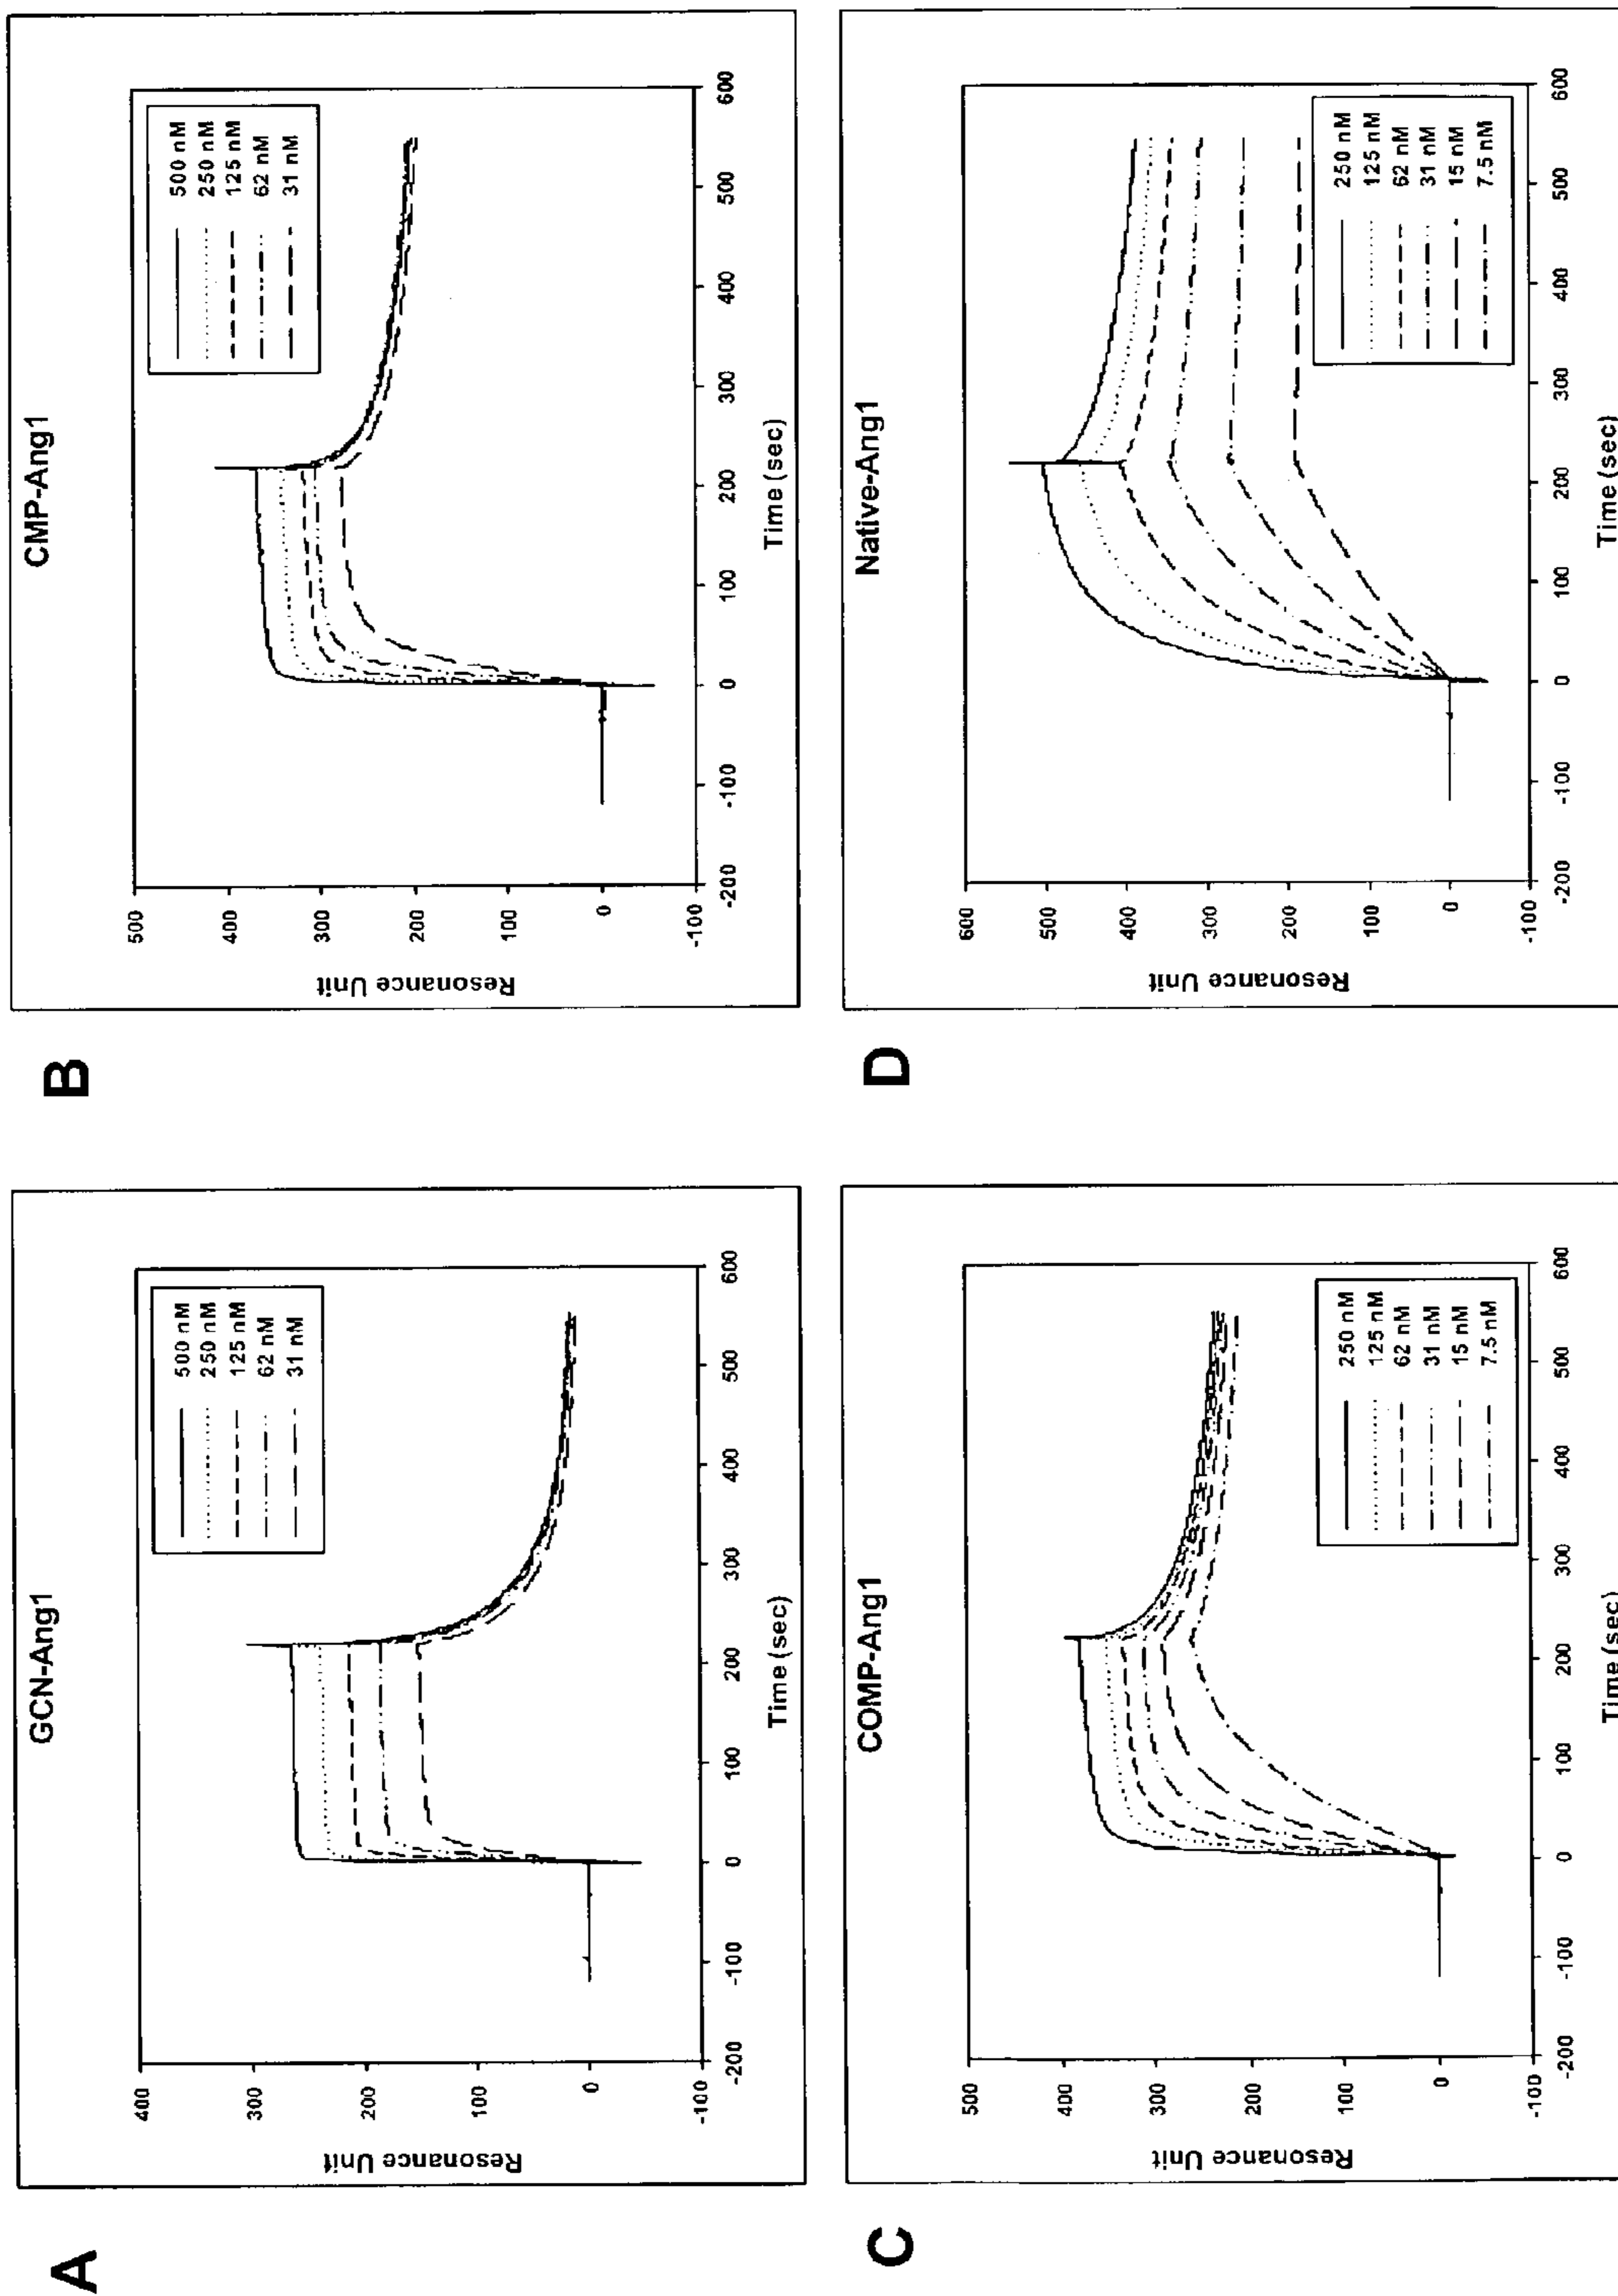 A
GCN-Ang1
Resonance Unit
400
300
200
100
0
-100
-200
-100
0
100
200
300
400
500
600
Time (sec)
500 nM
250 nM
125 nM
62 nM
31 nM
B
CMP-Ang1
Resonance Unit
500
400
300
200
100
0
-100
-200
-100
0
100
200
300
400
500
600
Time (sec)
500 nM
250 nM
125 nM
62 nM
31 nM
C
COMP-Ang1
Resonance Unit
500
400
300
200
100
0
-100
-200
-100
0
100
200
300
400
500
600
Time (sec)
250 nM
125 nM
62 nM
31 nM
15 nM
7.5 nM
D
Native-Ang1
Resonance Unit
600
500
400
300
200
100
0
-100
-200
-100
0
100
200
300
400
500
600
Time (sec)
250 nM
125 nM
62 nM
31 nM
15 nM
7.5 nM